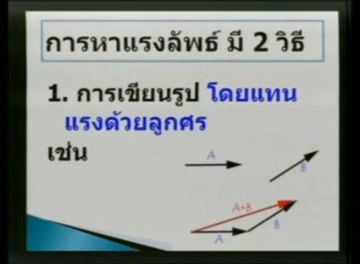 การหาแรงลัพธ์ มี 2 วิธี
1. การเขียนรูป โดยแทน
แรงด้วยลูกศร
เช่น
A
B
A+B
A
B